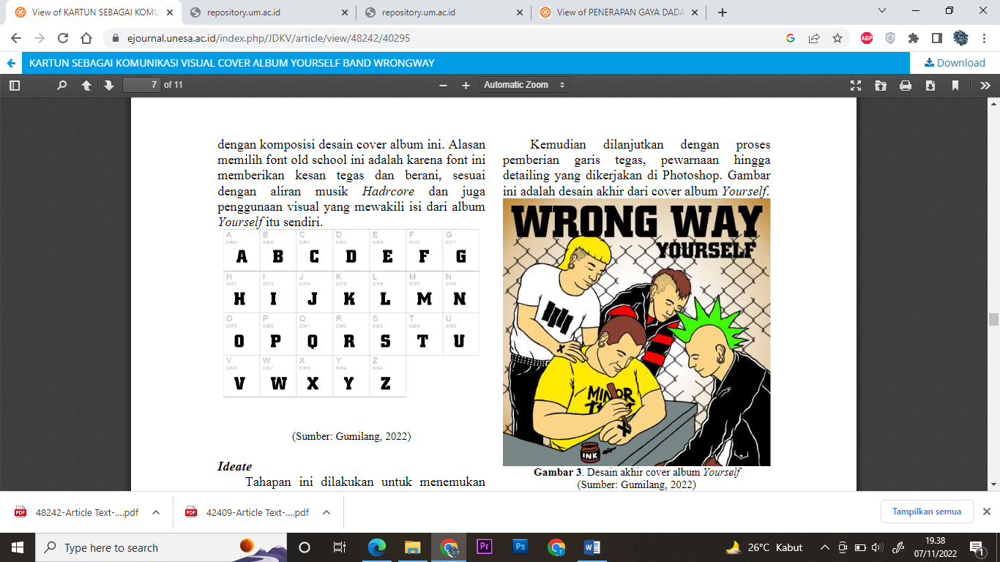 View of KARTUN SEBAGAI KOMU
repository.um.ac.id
repository.um.ac.id
View of PENERAPAN GAYA DADA
ejournal.unesa.ac.id/index.php/JDKV/article/view/48242/40295
ABP
KARTUN SEBAGAI KOMUNIKASI VISUAL COVER ALBUM YOURSELF BAND WRONGWAY
Download
7 of 11
Automatic Zoom
dengan komposisi desain cover album ini. Alasan
memilih font old school ini adalah karena font ini
memberikan kesan tegas dan berani, sesuai
dengan aliran musik Hadrcore dan juga
penggunaan visual yang mewakili isi dari album
Yourself itu sendiri.
A B C D E F G
0065 0066 0067 0068 0069 0070 0071
A B C D E F G
H I J K L M N
0072 0073 0074 0075 0076 0077 0078
H I J K L M N
O P Q R S T U
0079 0080 0081 0082 0083 0084 0085
O P Q R S T U
V W X Y Z
0086 0087 0088 0089 0090
V W X Y Z
(Sumber: Gumilang, 2022)
Ideate
Tahapan ini dilakukan untuk menemukan
Kemudian dilanjutkan dengan proses
pemberian garis tegas, pewarnaan hingga
detailing yang dikerjakan di Photoshop. Gambar
ini adalah desain akhir dari cover album Yourself.
WRONG WAY
YOURSELF
MINOR
INK
Gambar 3. Desain akhir cover album Yourself
(Sumber: Gumilang, 2022)
PDF
48242-Article Text-....pdf
PDF
42409-Article Text-....pdf
Tampilkan semua
Type here to search
Pr
Ps
26°C Kabut
19.38
07/11/2022
1